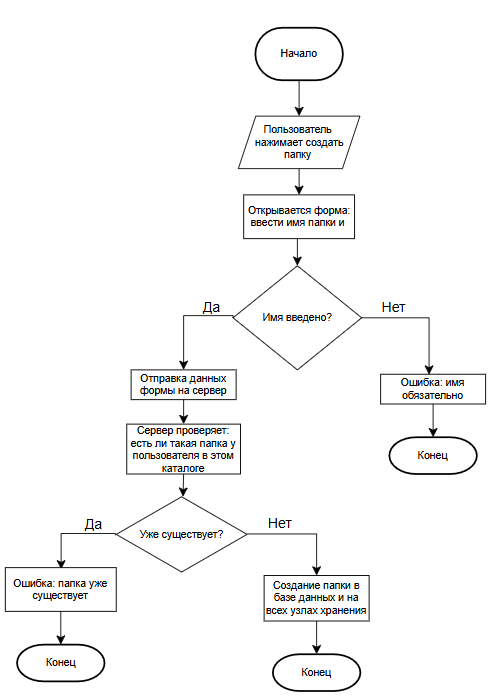 Начало
Пользователь
нажимает создать
папку
Открывается форма:
ввести имя папки и
Имя введено?
Да
Нет
Отправка данных
формы на сервер
Ошибка: имя
обязательно
Сервер проверяет:
есть ли такая папка у
пользователя в этом
каталоге
Конец
Уже существует?
Да
Нет
Ошибка: папка уже
существует
Создание папки в
базе данных и на
всех узлах хранения
Конец
Конец